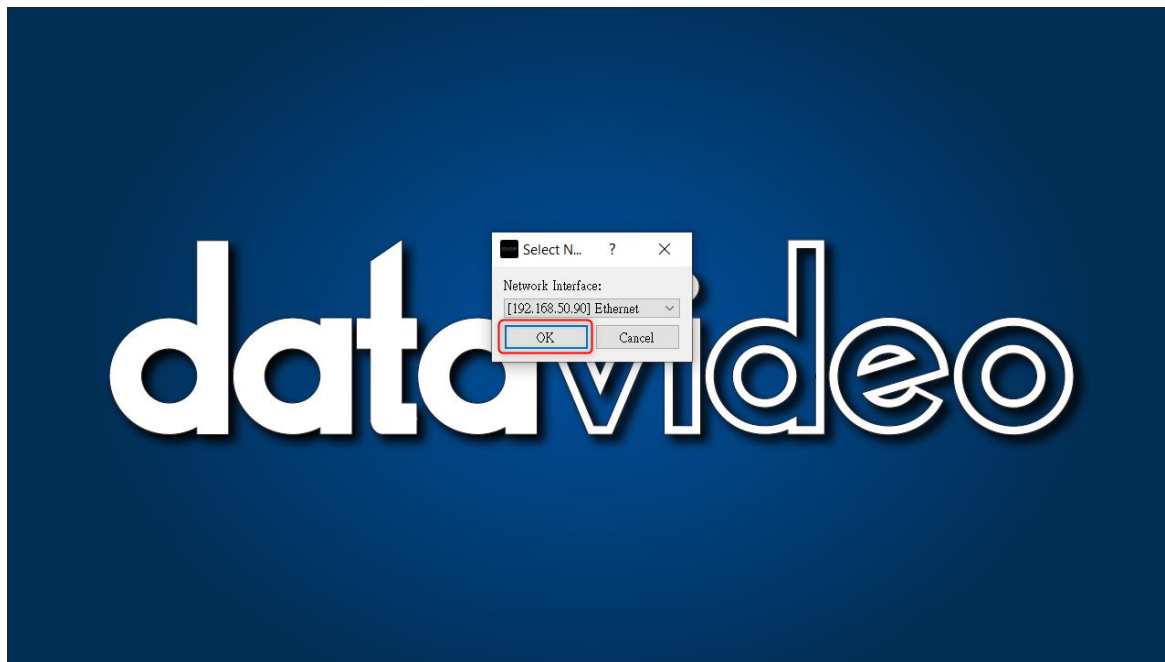 datavideo
Select N... ?
Network Interface:
[192.168.50.90] Ethernet
OK Cancel